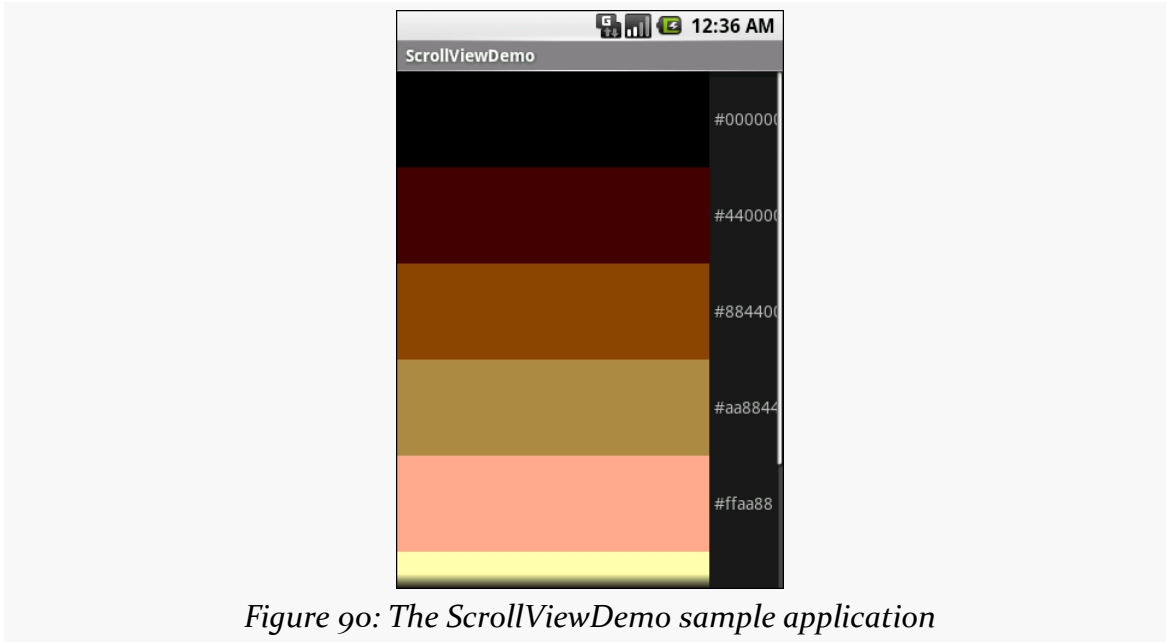 12:36 AM
ScrollViewDemo
#000000
#440000
#884400
#aa8844
#ffaa88
Figure 90: The ScrollViewDemo sample application